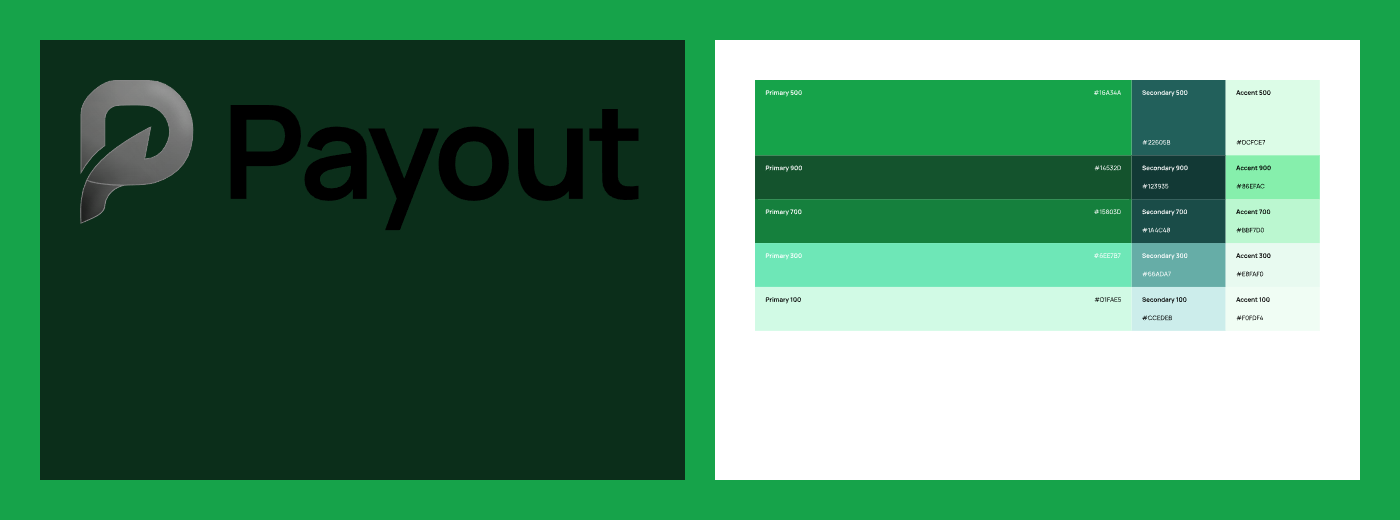 Payout
Primary 500 #16A34A
Secondary 500
#22605B
Accent 500
#DCFCE7
Primary 900 #14532D
Secondary 900
#123935
Accent 900
#86EFAC
Primary 700 #15803D
Secondary 700
#1A4C48
Accent 700
#BBF7D0
Primary 300 #6EE7B7
Secondary 300
#66ADA7
Accent 300
#E8FAF0
Primary 100 #D1FAE5
Secondary 100
#CCEDEB
Accent 100
#F0FDF4